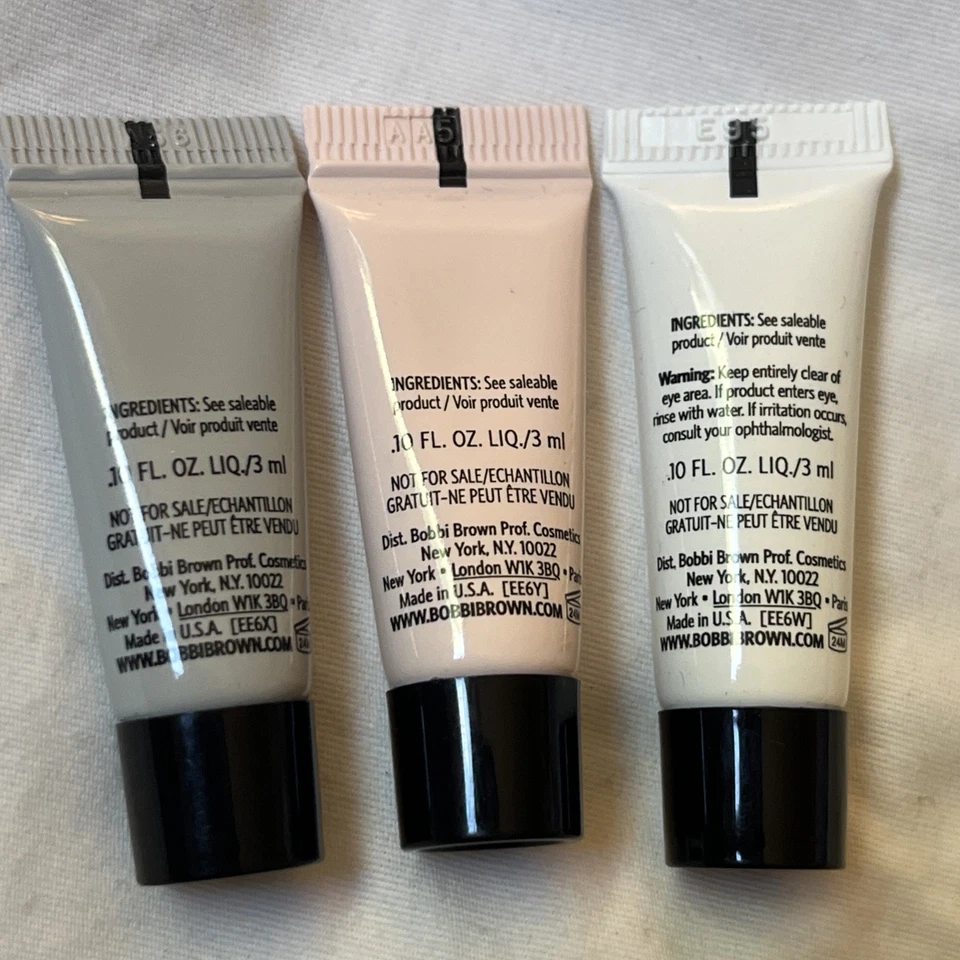 INGREDIENTS: See saleable
product / Voir produit vente
.10 FL. OZ. LIQ./3 ml
NOT FOR SALE/ECHANTILLON
GRATUIT-NE PEUT ÊTRE VENDU
Dist. Bobbi Brown Prof. Cosmetics
New York, N.Y. 10022
New York • London W1K 3BQ • Paris
Made in U.S.A. [EE6X]
WWW.BOBBIBROWN.COM
24M
AA5
INGREDIENTS: See saleable
product / Voir produit vente
.10 FL. OZ. LIQ./3 ml
NOT FOR SALE/ECHANTILLON
GRATUIT-NE PEUT ÊTRE VENDU
Dist. Bobbi Brown Prof. Cosmetics
New York, N.Y. 10022
New York • London W1K 3BQ • Paris
Made in U.S.A. [EE6Y]
WWW.BOBBIBROWN.COM
24M
E95
INGREDIENTS: See saleable
product / Voir produit vente
Warning: Keep entirely clear of
eye area. If product enters eye,
rinse with water. If irritation occurs,
consult your ophthalmologist.
.10 FL. OZ. LIQ./3 ml
NOT FOR SALE/ECHANTILLON
GRATUIT-NE PEUT ÊTRE VENDU
Dist. Bobbi Brown Prof. Cosmetics
New York, N.Y. 10022
New York • London W1K 3BQ • Paris
Made in U.S.A. [EE6W]
WWW.BOBBIBROWN.COM
24M